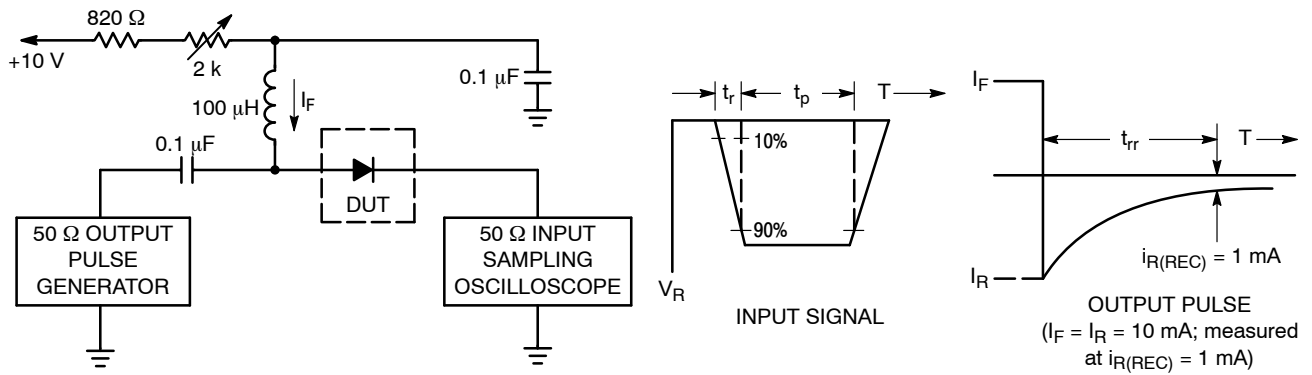 820 Ω
+10 V
2 k
100 μH
I_F
0.1 μF
0.1 μF
DUT
50 Ω OUTPUT
PULSE
GENERATOR
50 Ω INPUT
SAMPLING
OSCILLOSCOPE
t_r
t_p
T
10%
90%
V_R
INPUT SIGNAL
I_F
t_rr
T
i_R(REC) = 1 mA
I_R
OUTPUT PULSE
(I_F = I_R = 10 mA; measured
at i_R(REC) = 1 mA)